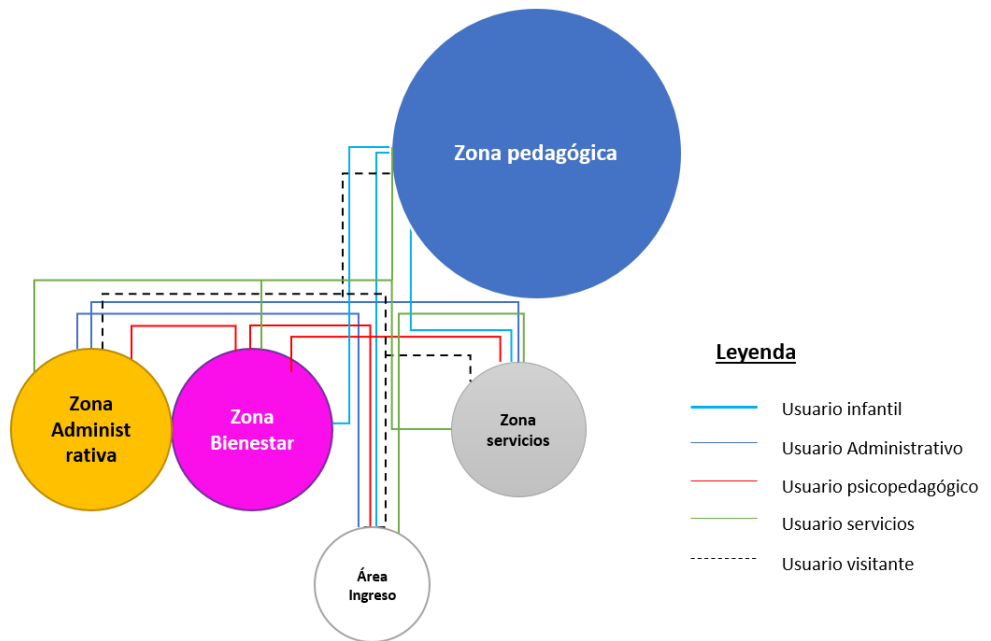 Zona pedagógica
Zona
Administ
rativa
Zona
Bienestar
Zona
servicios
Área
Ingreso
Leyenda
Usuario infantil
Usuario Administrativo
Usuario psicopedagógico
Usuario servicios
Usuario visitante